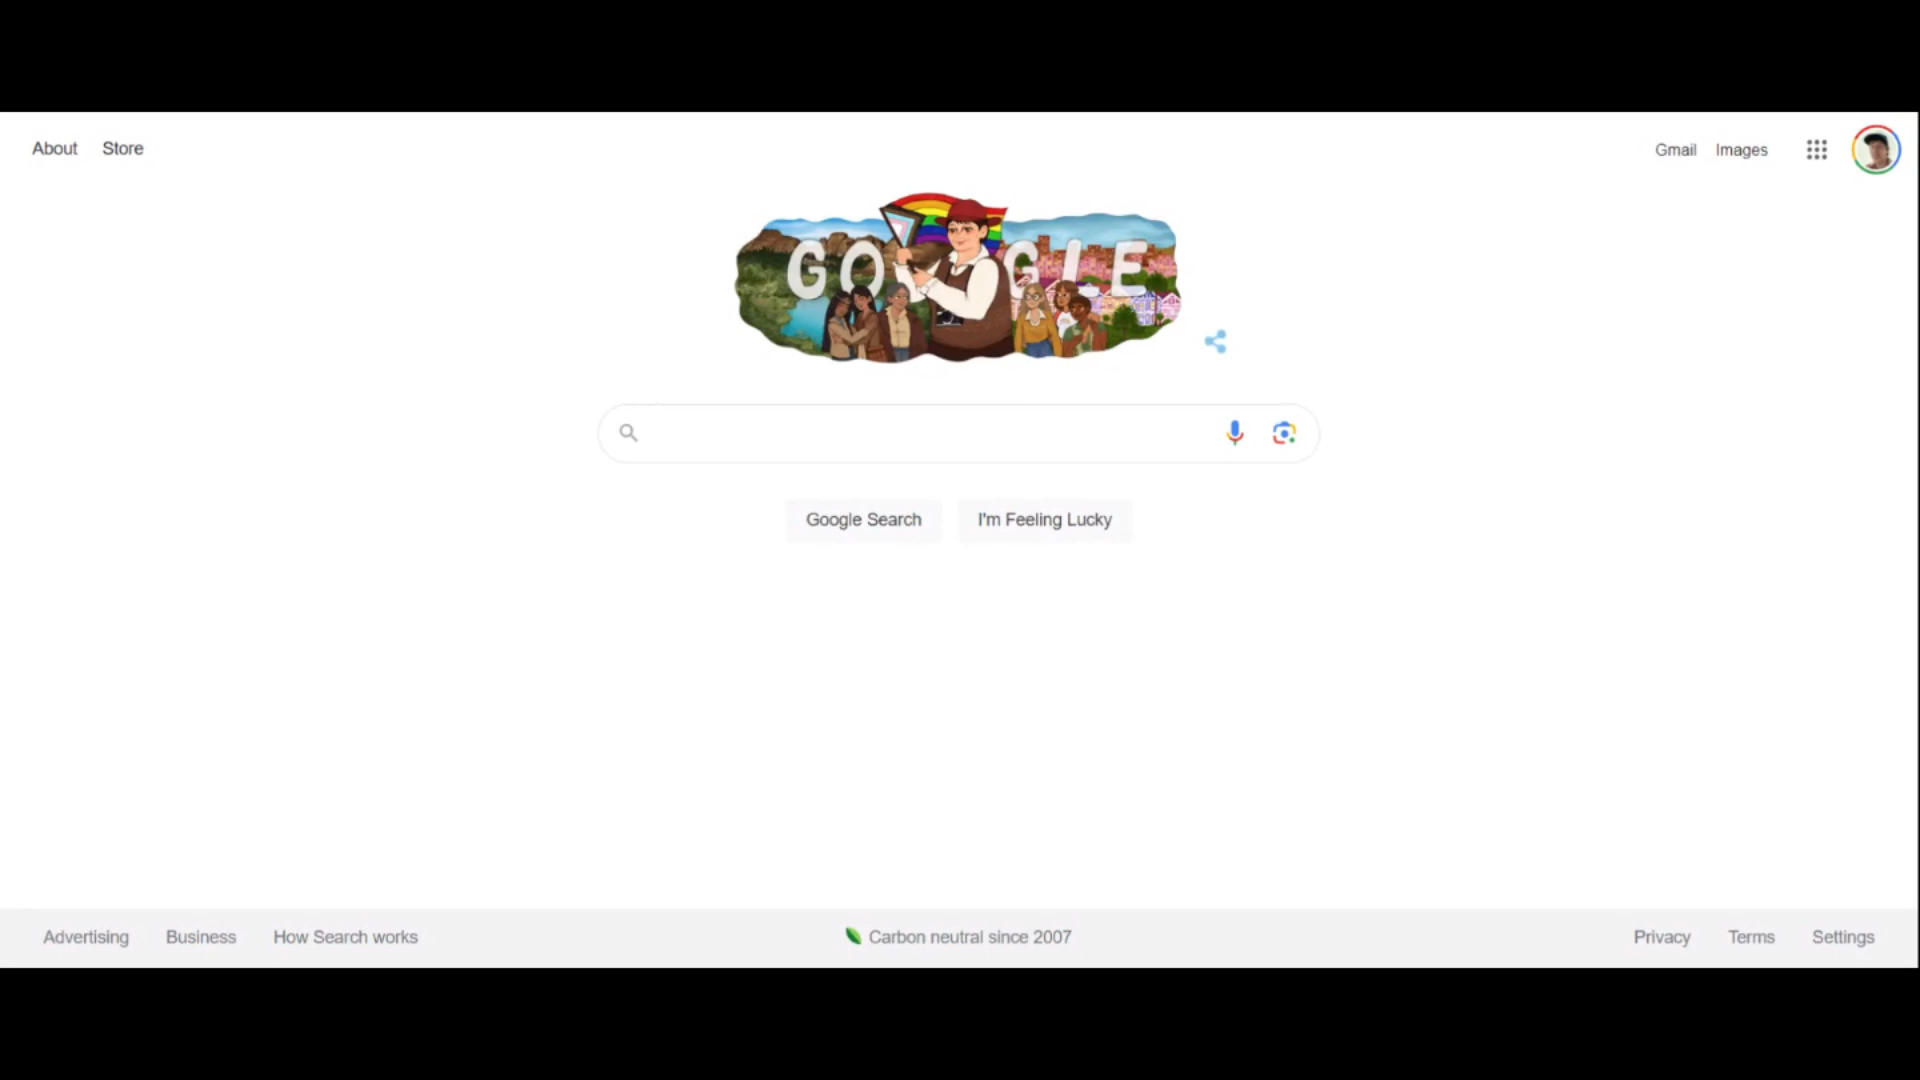 About Store
Gmail Images
GOOGLE
Google Search I'm Feeling Lucky
Advertising Business How Search works
Carbon neutral since 2007
Privacy Terms Settings